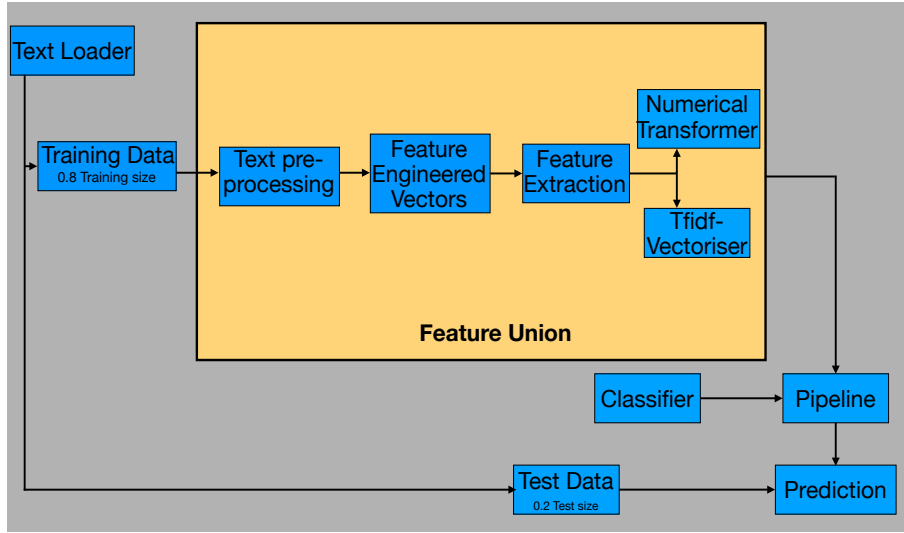 Text Loader
Training Data
0.8 Training size
Text pre-
processing
Feature
Engineered
Vectors
Feature
Extraction
Numerical
Transformer
Tfidf-
Vectoriser
Feature Union
Classifier
Pipeline
Test Data
0.2 Test size
Prediction